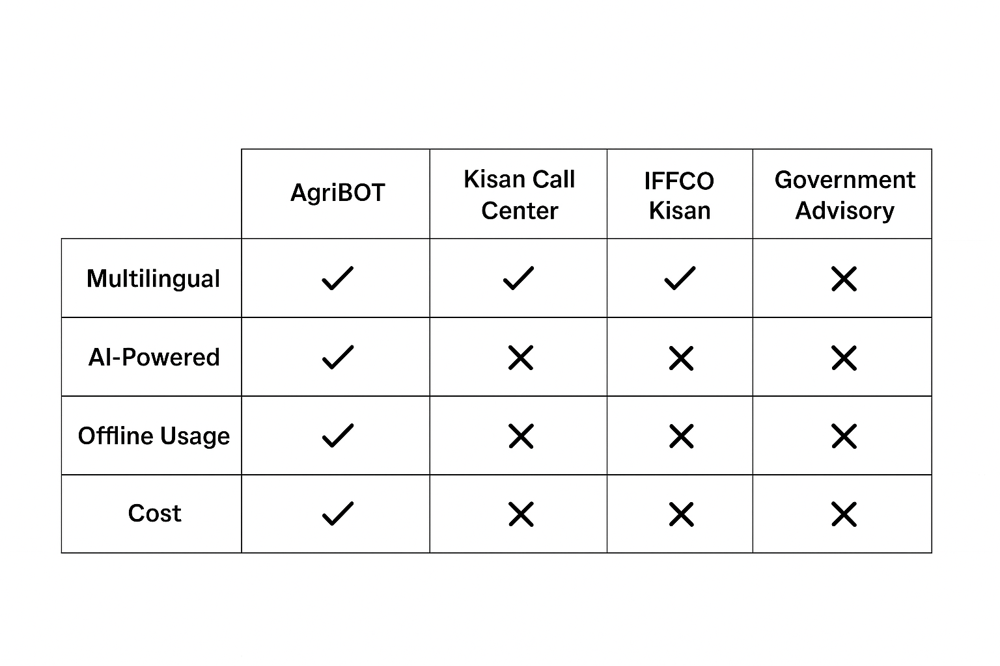 AgriBOT
Kisan Call
Center
IFFCO
Kisan
Government
Advisory
Multilingual ✓ ✓ ✓ ✕
AI-Powered ✓ ✕ ✕ ✕
Offline Usage ✓ ✕ ✕ ✕
Cost ✓ ✕ ✕ ✕